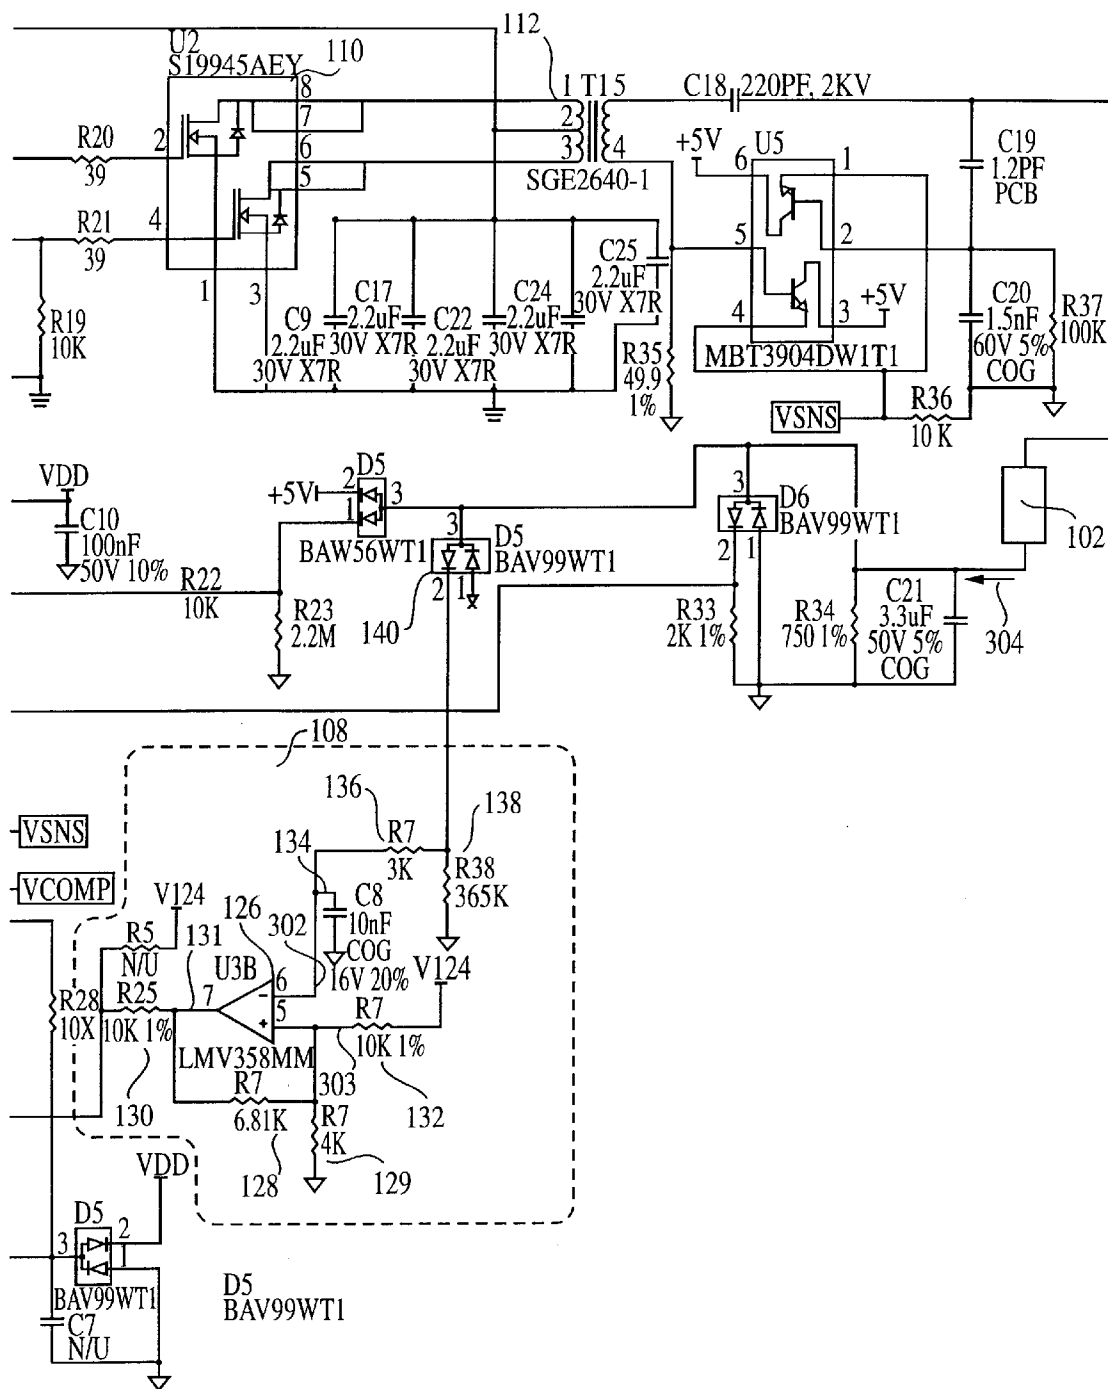 U2
S19945AEY
110
112
8
7
6
5
2
4
1
3
R20
39
R21
39
R19
10K
1 T15
2
3
4
SGE2640-1
C18
220PF, 2KV
C19
1.2PF
PCB
+5V
U5
6
1
5
2
4
3
+5V
MBT3904DW1T1
C9
2.2uF
30V X7R
C17
2.2uF
30V X7R
C22
2.2uF
30V X7R
C24
2.2uF
30V X7R
C25
2.2uF
30V X7R
R35
49.9
1%
C20
1.5nF
60V 5%
COG
R37
100K
VSNS
R36
10 K
VDD
C10
100nF
50V 10%
R22
10K
R23
2.2M
+5V
D5
2
1
3
BAW56WT1
3
D5
BAV99WT1
2
1
140
3
D6
BAV99WT1
2
1
R33
2K 1%
R34
750 1%
C21
3.3uF
50V 5%
COG
102
304
108
136
138
134
R7
3K
R38
365K
C8
10nF
COG
16V 20%
VSNS
VCOMP
V124
R5
N/U
131
126
302
U3B
7
6
-
5
+
LMV358MM
V124
R7
10K 1%
303
132
R28
10X
R25
10K 1%
130
R7
6.81K
128
R7
4K
129
VDD
D5
3
2
1
BAV99WT1
C7
N/U
D5
BAV99WT1